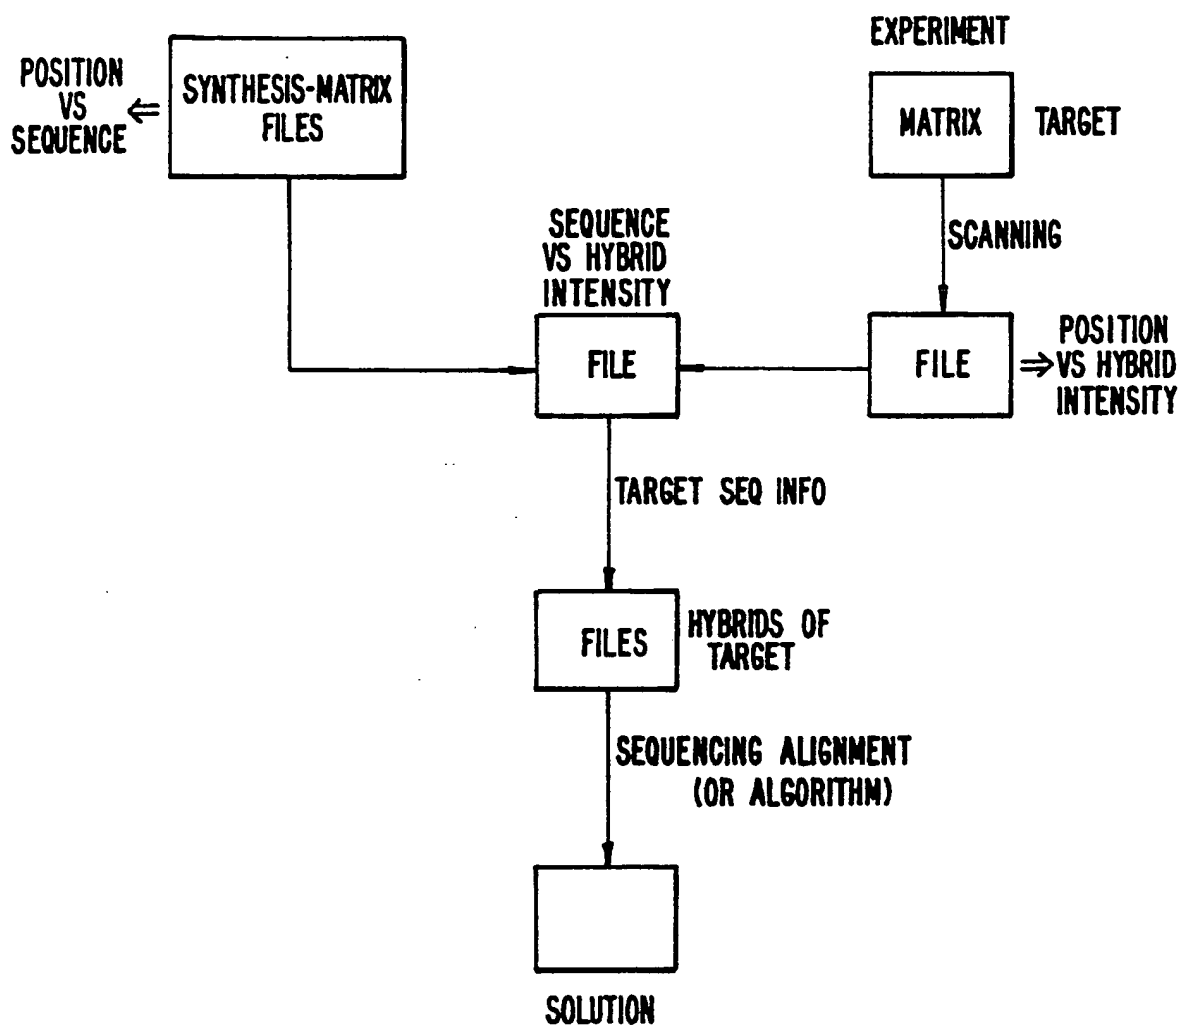 EXPERIMENT
POSITION
VS
SEQUENCE
SYNTHESIS-MATRIX
FILES
MATRIX
TARGET
SCANNING
SEQUENCE
VS HYBRID
INTENSITY
FILE
FILE
POSITION
VS HYBRID
INTENSITY
TARGET SEQ INFO
FILES
HYBRIDS OF
TARGET
SEQUENCING ALIGNMENT
(OR ALGORITHM)
SOLUTION